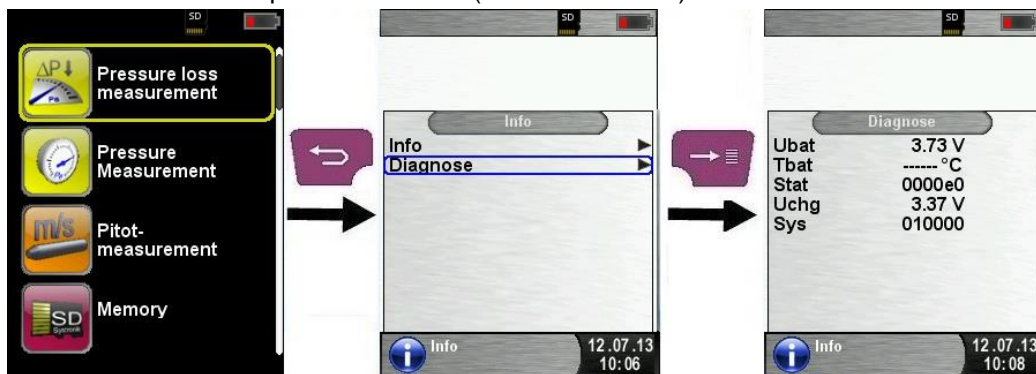 SD
ΔP
Pa
Pressure loss
measurement
Pressure
Measurement
m/s
Pitot-
measurement
SD
Memory
SD
Info
Info
Diagnose
Info
12.07.13
10:06
SD
Diagnose
Ubat 3.73 V
Tbat ------ °C
Stat 0000e0
Uchg 3.37 V
Sys 010000
Info
12.07.13
10:08